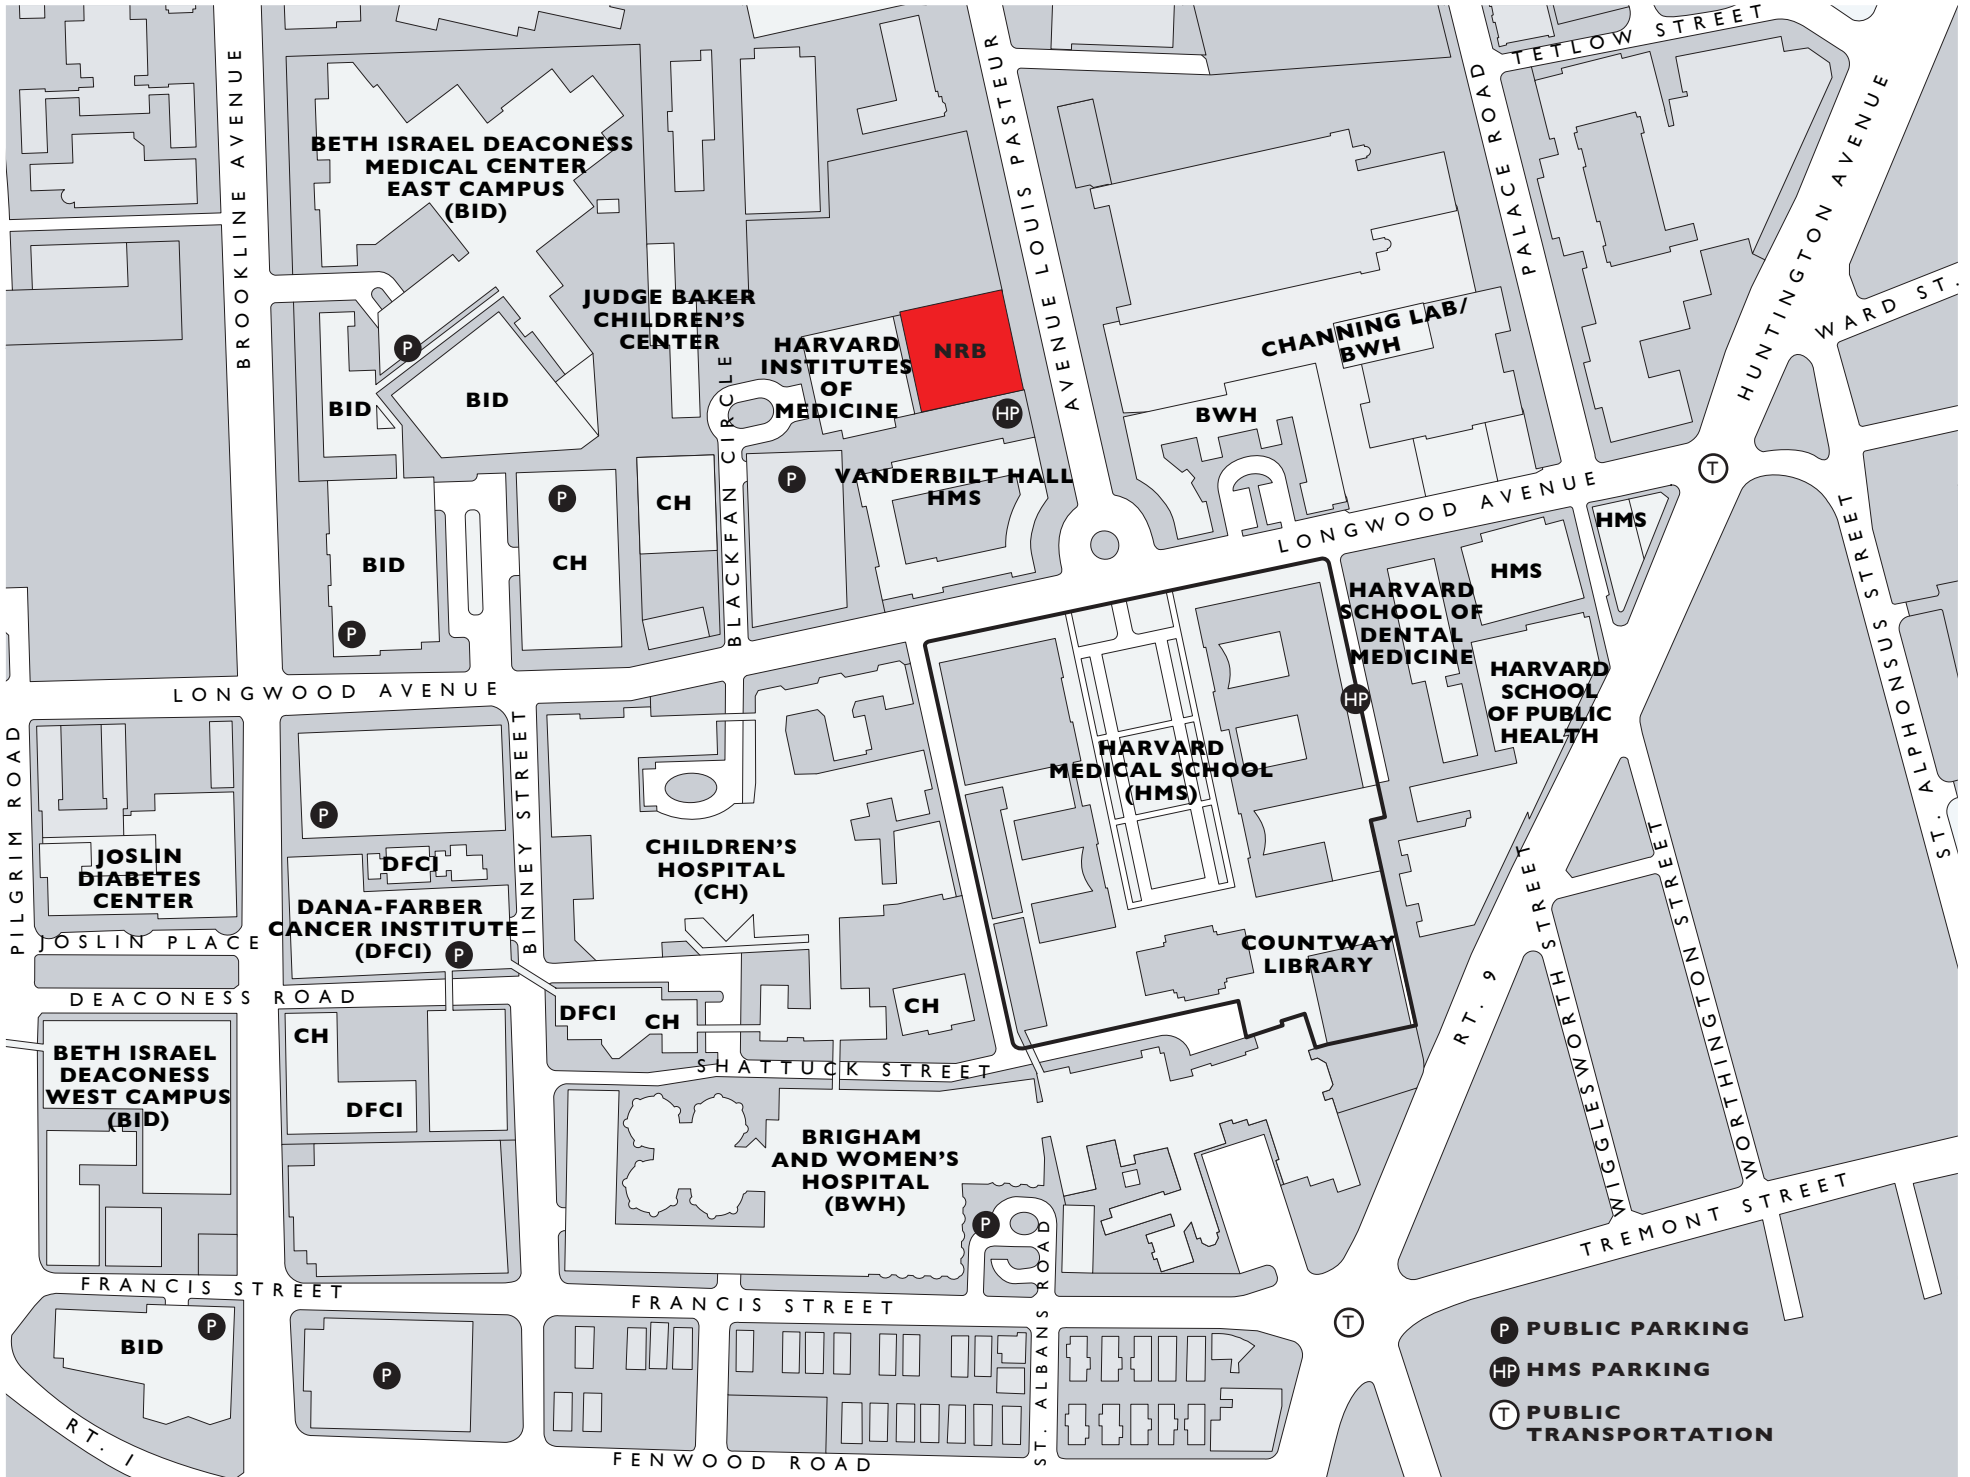 TETLOW STREET
BROOKLINE AVENUE
AVENUE LOUIS PASTEUR
PALACE ROAD
HUNTINGTON AVENUE
WARD ST.
BETH ISRAEL DEACONESS
MEDICAL CENTER
EAST CAMPUS
(BID)
JUDGE BAKER
CHILDREN'S
CENTER
HARVARD
INSTITUTES
OF
MEDICINE
NRB
CHANNING LAB/
BWH
P
BID
BID
HP
BWH
BLACKFAN CIRCLE
P
P
CH
VANDERBILT HALL
HMS
T
LONGWOOD AVENUE
HMS
BID
CH
HMS
P
HARVARD
SCHOOL OF
DENTAL
MEDICINE
HARVARD
SCHOOL
OF PUBLIC
HEALTH
ST. ALPHONSUS STREET
LONGWOOD AVENUE
HP
PILGRIM ROAD
BINNEY STREET
HARVARD
MEDICAL SCHOOL
(HMS)
P
JOSLIN
DIABETES
CENTER
DFCI
CHILDREN'S
HOSPITAL
(CH)
DANA-FARBER
CANCER INSTITUTE
(DFCI)
P
JOSLIN PLACE
COUNTWAY
LIBRARY
DEACONESS ROAD
RT. 9
WIGGLESWORTH STREET
WORTHINGTON STREET
DFCI
CH
CH
CH
BETH ISRAEL
DEACONESS
WEST CAMPUS
(BID)
DFCI
SHATTUCK STREET
BRIGHAM
AND WOMEN'S
HOSPITAL
(BWH)
P
TREMONT STREET
FRANCIS STREET
FRANCIS STREET
ST. ALBANS ROAD
BID
P
P
T
RT. 1
FENWOOD ROAD
P PUBLIC PARKING
HP HMS PARKING
T PUBLIC
TRANSPORTATION